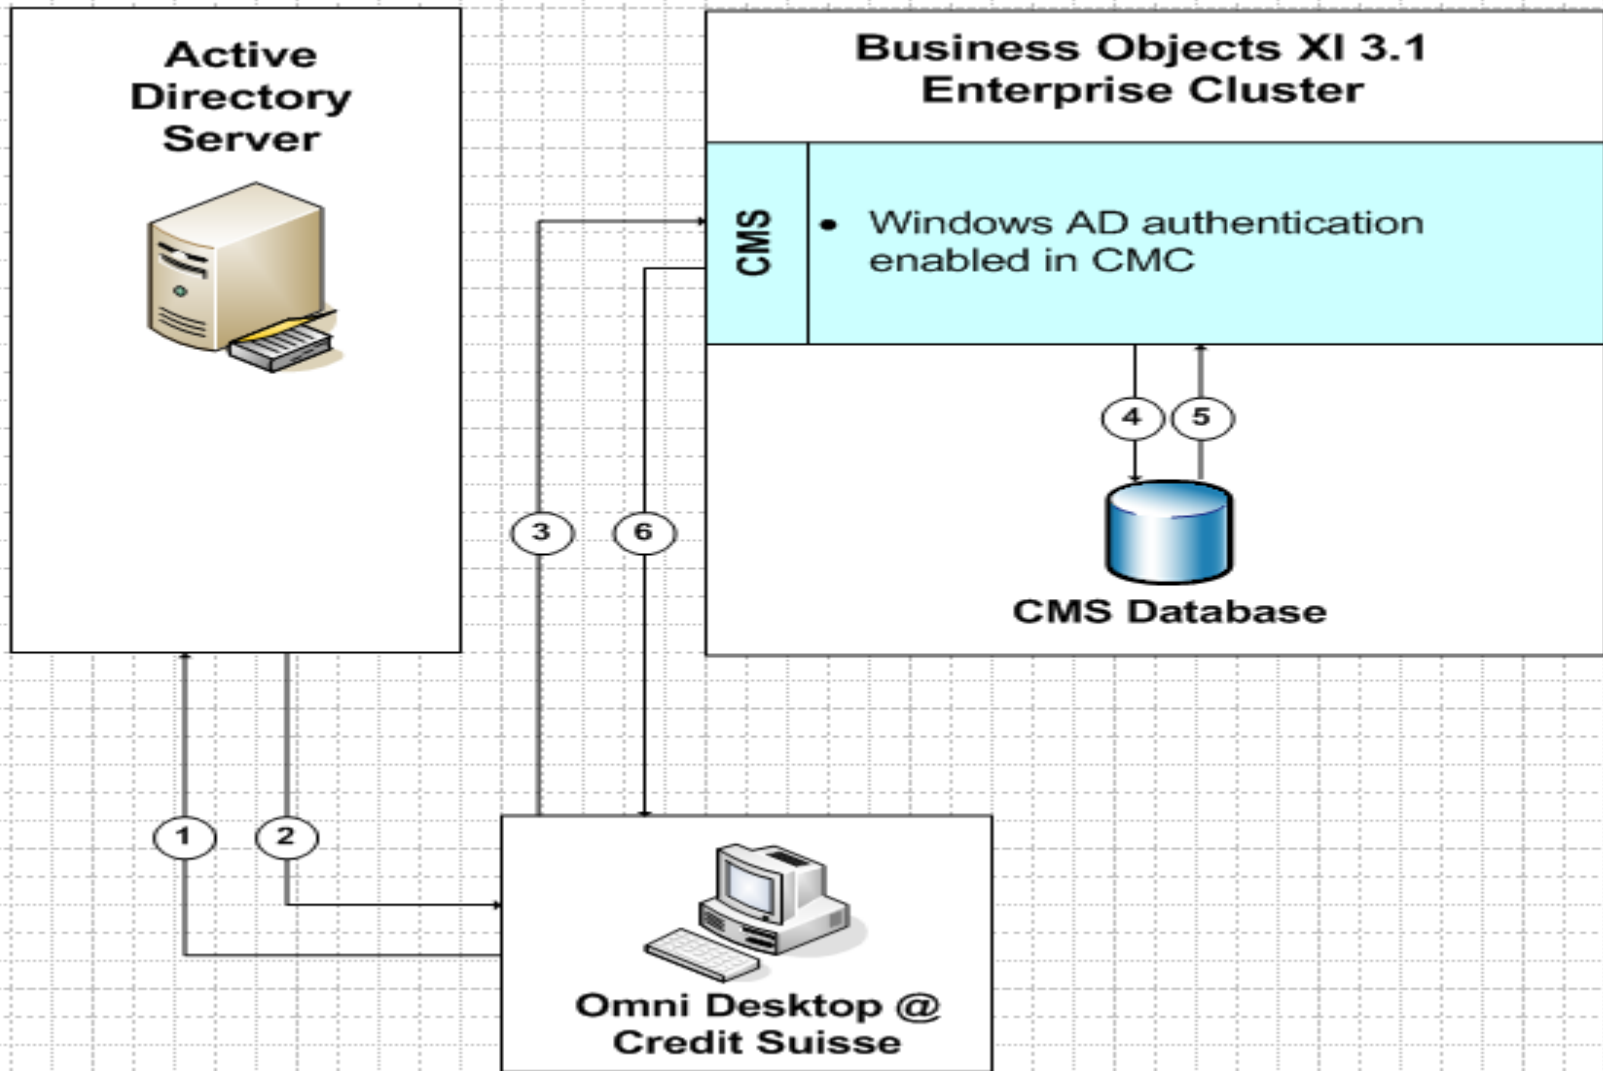 Active
Directory
Server
Business Objects XI 3.1
Enterprise Cluster
CMS
• Windows AD authentication
enabled in CMC
4
5
CMS Database
3
6
1
2
Omni Desktop @
Credit Suisse